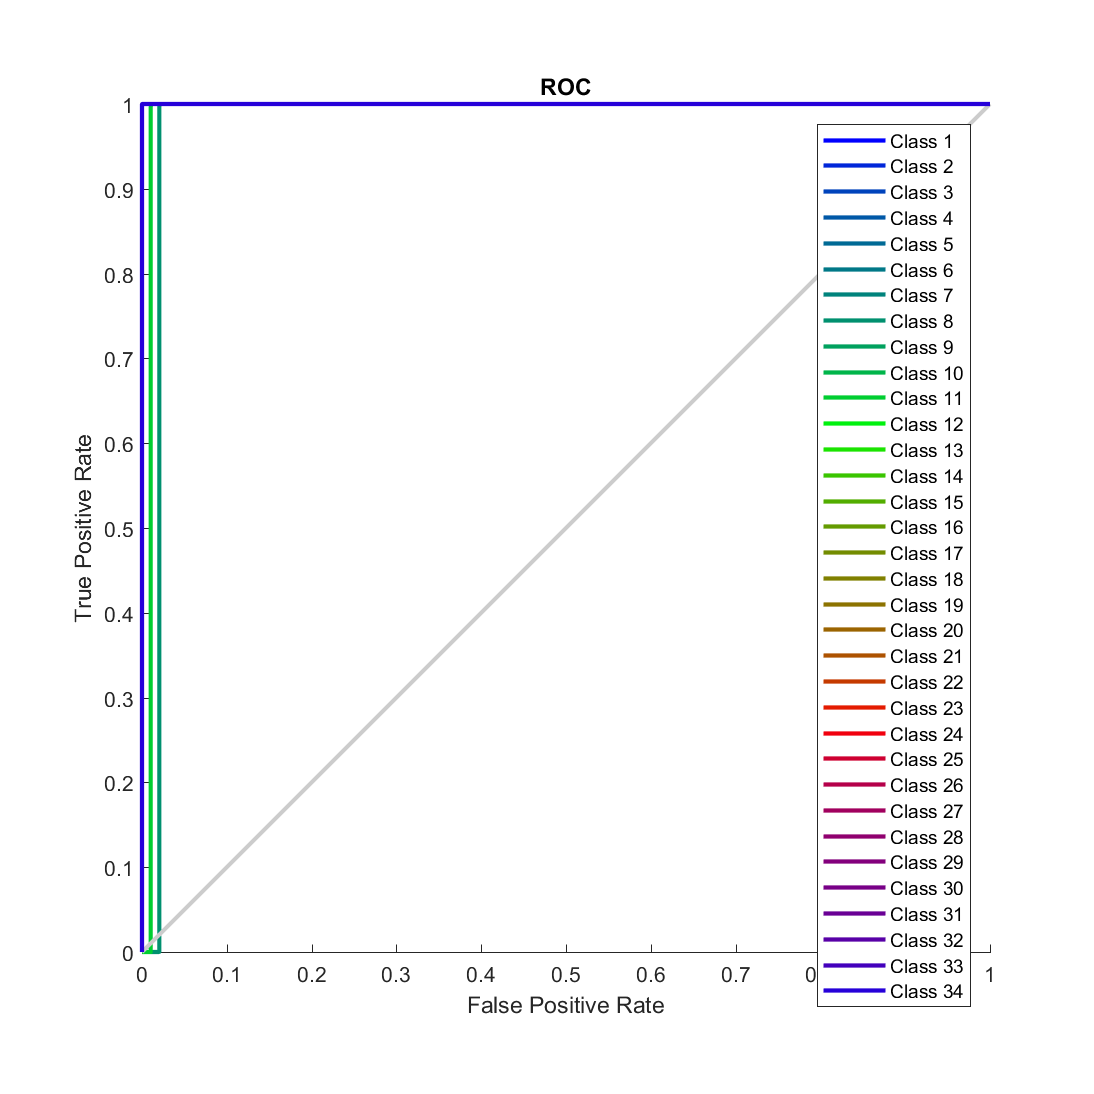 ROC
1
0.9
0.8
0.7
0.6
0.5
0.4
0.3
0.2
0.1
0
True Positive Rate
0 0.1 0.2 0.3 0.4 0.5 0.6 0.7 1
False Positive Rate
Class 1
Class 2
Class 3
Class 4
Class 5
Class 6
Class 7
Class 8
Class 9
Class 10
Class 11
Class 12
Class 13
Class 14
Class 15
Class 16
Class 17
Class 18
Class 19
Class 20
Class 21
Class 22
Class 23
Class 24
Class 25
Class 26
Class 27
Class 28
Class 29
Class 30
Class 31
Class 32
Class 33
Class 34